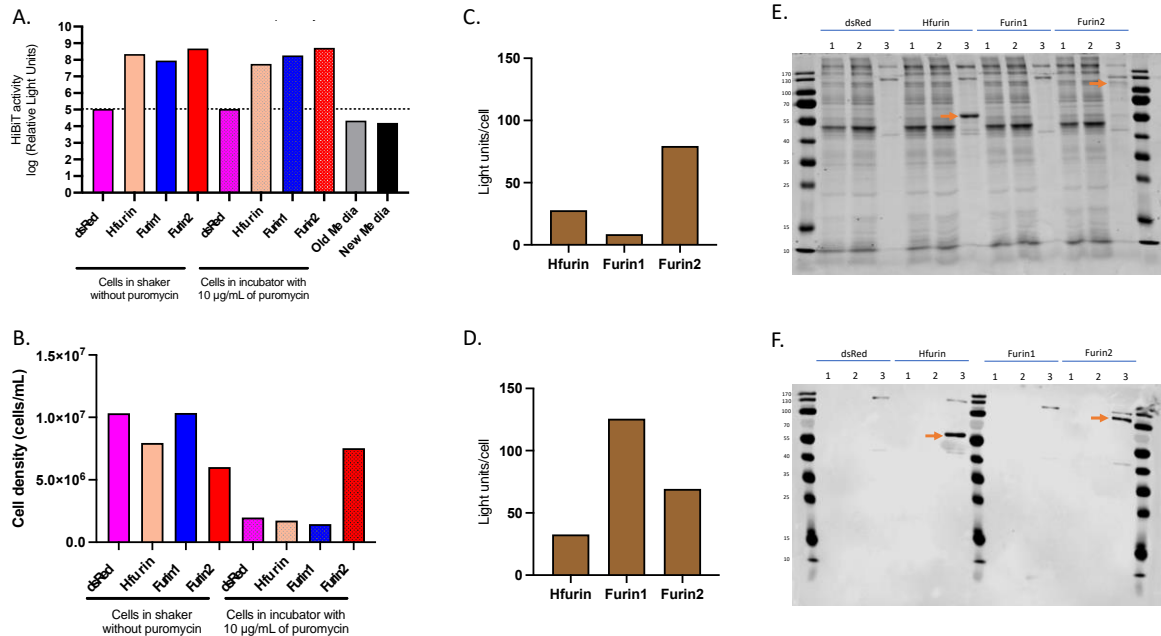 A.
HiBiT activity
log (Relative Light Units)
10
9
8
7
6
5
4
3
2
1
0
dsRed
Hfurin
Furin1
Furin2
dsRed
Hfurin
Furin1
Furin2
Old Media
New Media
Cells in shaker
without puromycin
Cells in incubator with
10 µg/mL of puromycin
B.
Cell density (cells/mL)
1.5×10⁷
1.0×10⁷
5.0×10⁶
0.0
dsRed
Hfurin
Furin1
Furin2
dsRed
Hfurin
Furin1
Furin2
Cells in shaker
without puromycin
Cells in incubator with
10 µg/mL of puromycin
C.
Light units/cell
150
100
50
0
Hfurin Furin1 Furin2
D.
Light units/cell
150
100
50
0
Hfurin Furin1 Furin2
E.
dsRed Hfurin Furin1 Furin2
1 2 3 1 2 3 1 2 3 1 2 3
170
130
10
70
55
40
35
25
15
10
F.
dsRed Hfurin Furin1 Furin2
1 2 3 1 2 3 1 2 3 1 2 3
170
130
100
70
55
40
35
25
15
10